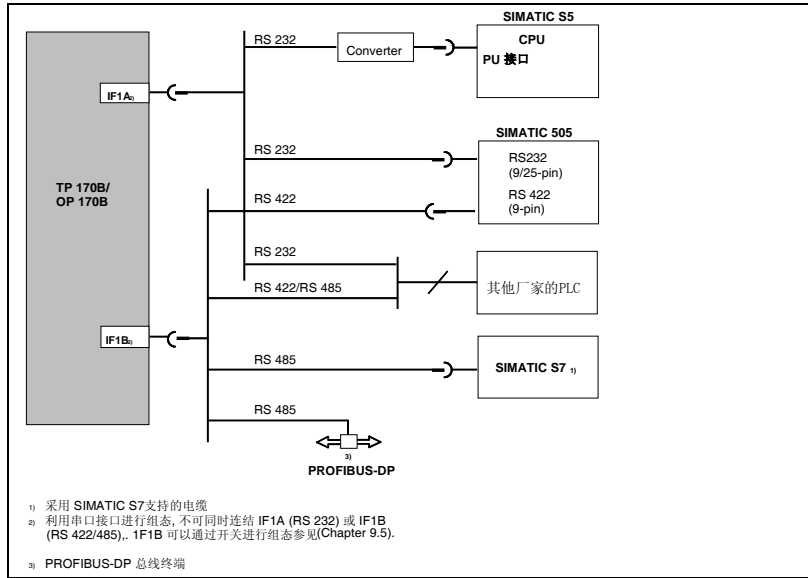 SIMATIC S5
CPU
PU 接口
RS 232
Converter
IF1A 2)
SIMATIC 505
RS 232
RS232
(9/25-pin)
TP 170B/
OP 170B
RS 422
RS 422
(9-pin)
RS 232
RS 422/RS 485
其他厂家的PLC
IF1B 2)
RS 485
SIMATIC S7 1)
RS 485
3)
PROFIBUS-DP
1) 采用 SIMATIC S7支持的电缆
2) 利用串口接口进行组态, 不可同时连结 IF1A (RS 232) 或 IF1B
(RS 422/485),. 1F1B 可以通过开关进行组态参见(Chapter 9.5).
3) PROFIBUS-DP 总线终端